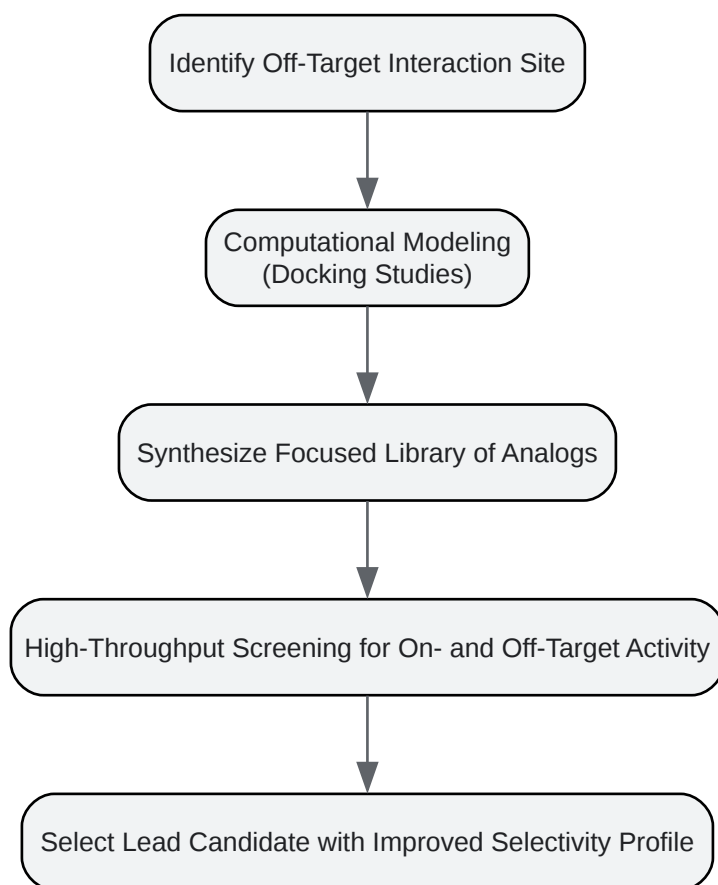 Identify Off-Target Interaction Site
Computational Modeling
(Docking Studies)
Synthesize Focused Library of Analogs
High-Throughput Screening for On- and Off-Target Activity
Select Lead Candidate with Improved Selectivity Profile